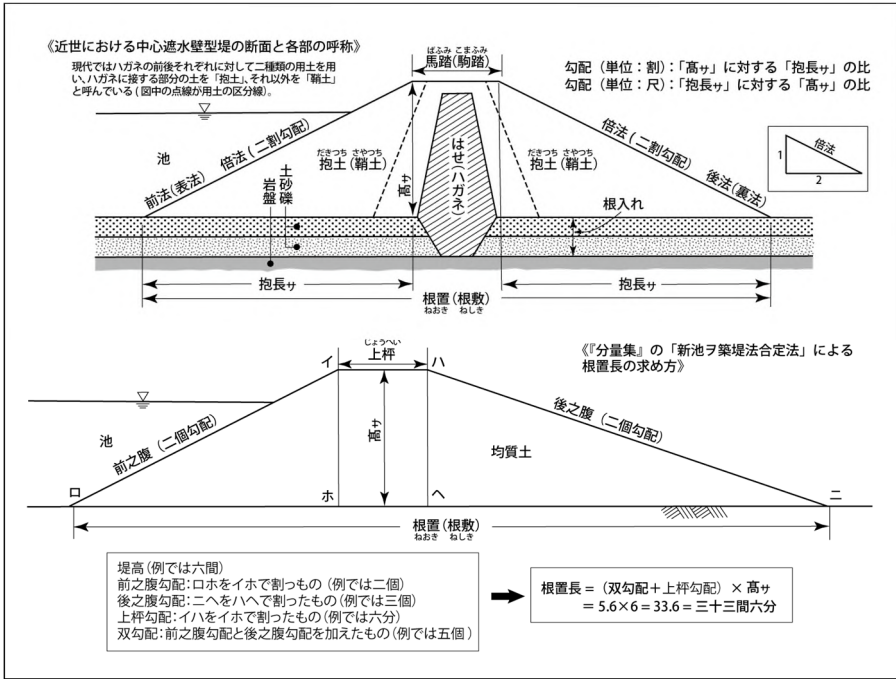 《近世における中心遮水壁型堤の断面と各部の呼称》
現代ではハガネの前後それぞれに対して二種類の用土を用
い、ハガネに接する部分の土を「抱土」、それ以外を「鞘土」
と呼んでいる(図中の点線が用土の区分線)。
ばふみ こまふみ
馬踏(駒踏)
勾配(単位:割):「髙サ」に対する「抱長サ」の比
勾配(単位:尺):「抱長サ」に対する「髙サ」の比
池
前法(表法) 倍法(二割勾配)
だきつち さやつち
抱土(鞘土)
髙サ
はせ(ハガネ)
だきつち さやつち
抱土(鞘土)
倍法(二割勾配)
後法(裏法)
1
倍法
2
土砂礫
岩盤
根入れ
抱長サ
抱長サ
根置(根敷)
ねおき ねしき
《『分量集』の「新池ヲ築堤法合定法」による
根置長の求め方》
じょうへい
上枰
イ
ハ
池
前之腹(二個勾配)
髙サ
後之腹(二個勾配)
均質土
ロ
ホ
ヘ
ニ
根置(根敷)
ねおき ねしき
堤高(例では六間)
前之腹勾配:ロホをイホで割っもの(例では二個)
後之腹勾配:ニヘをハヘで割ったもの(例では三個)
上枰勾配:イハをイホで割ったもの(例では六分)
双勾配:前之腹勾配と後之腹勾配を加えたもの(例では五個)
根置長=(双勾配+上枰勾配)×髙サ
=5.6×6=33.6=三十三間六分